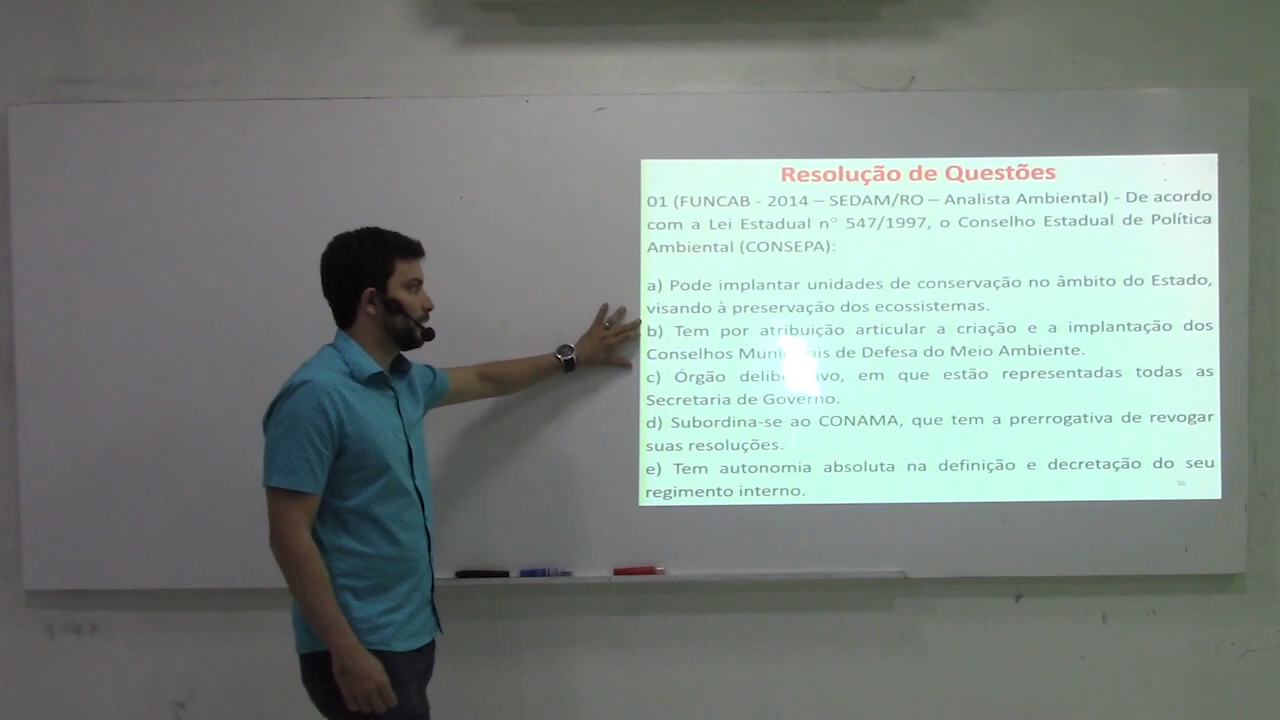 Resolução de Questões
01 (FUNCAB - 2014 – SEDAM/RO – Analista Ambiental) - De acordo
com a Lei Estadual n° 547/1997, o Conselho Estadual de Política
Ambiental (CONSEPA):
a) Pode implantar unidades de conservação no âmbito do Estado,
visando à preservação dos ecossistemas.
b) Tem por atribuição articular a criação e a implantação dos
Conselhos Municipais de Defesa do Meio Ambiente.
c) Órgão deliberativo, em que estão representadas todas as
Secretaria de Governo.
d) Subordina-se ao CONAMA, que tem a prerrogativa de revogar
suas resoluções.
e) Tem autonomia absoluta na definição e decretação do seu
regimento interno.
36